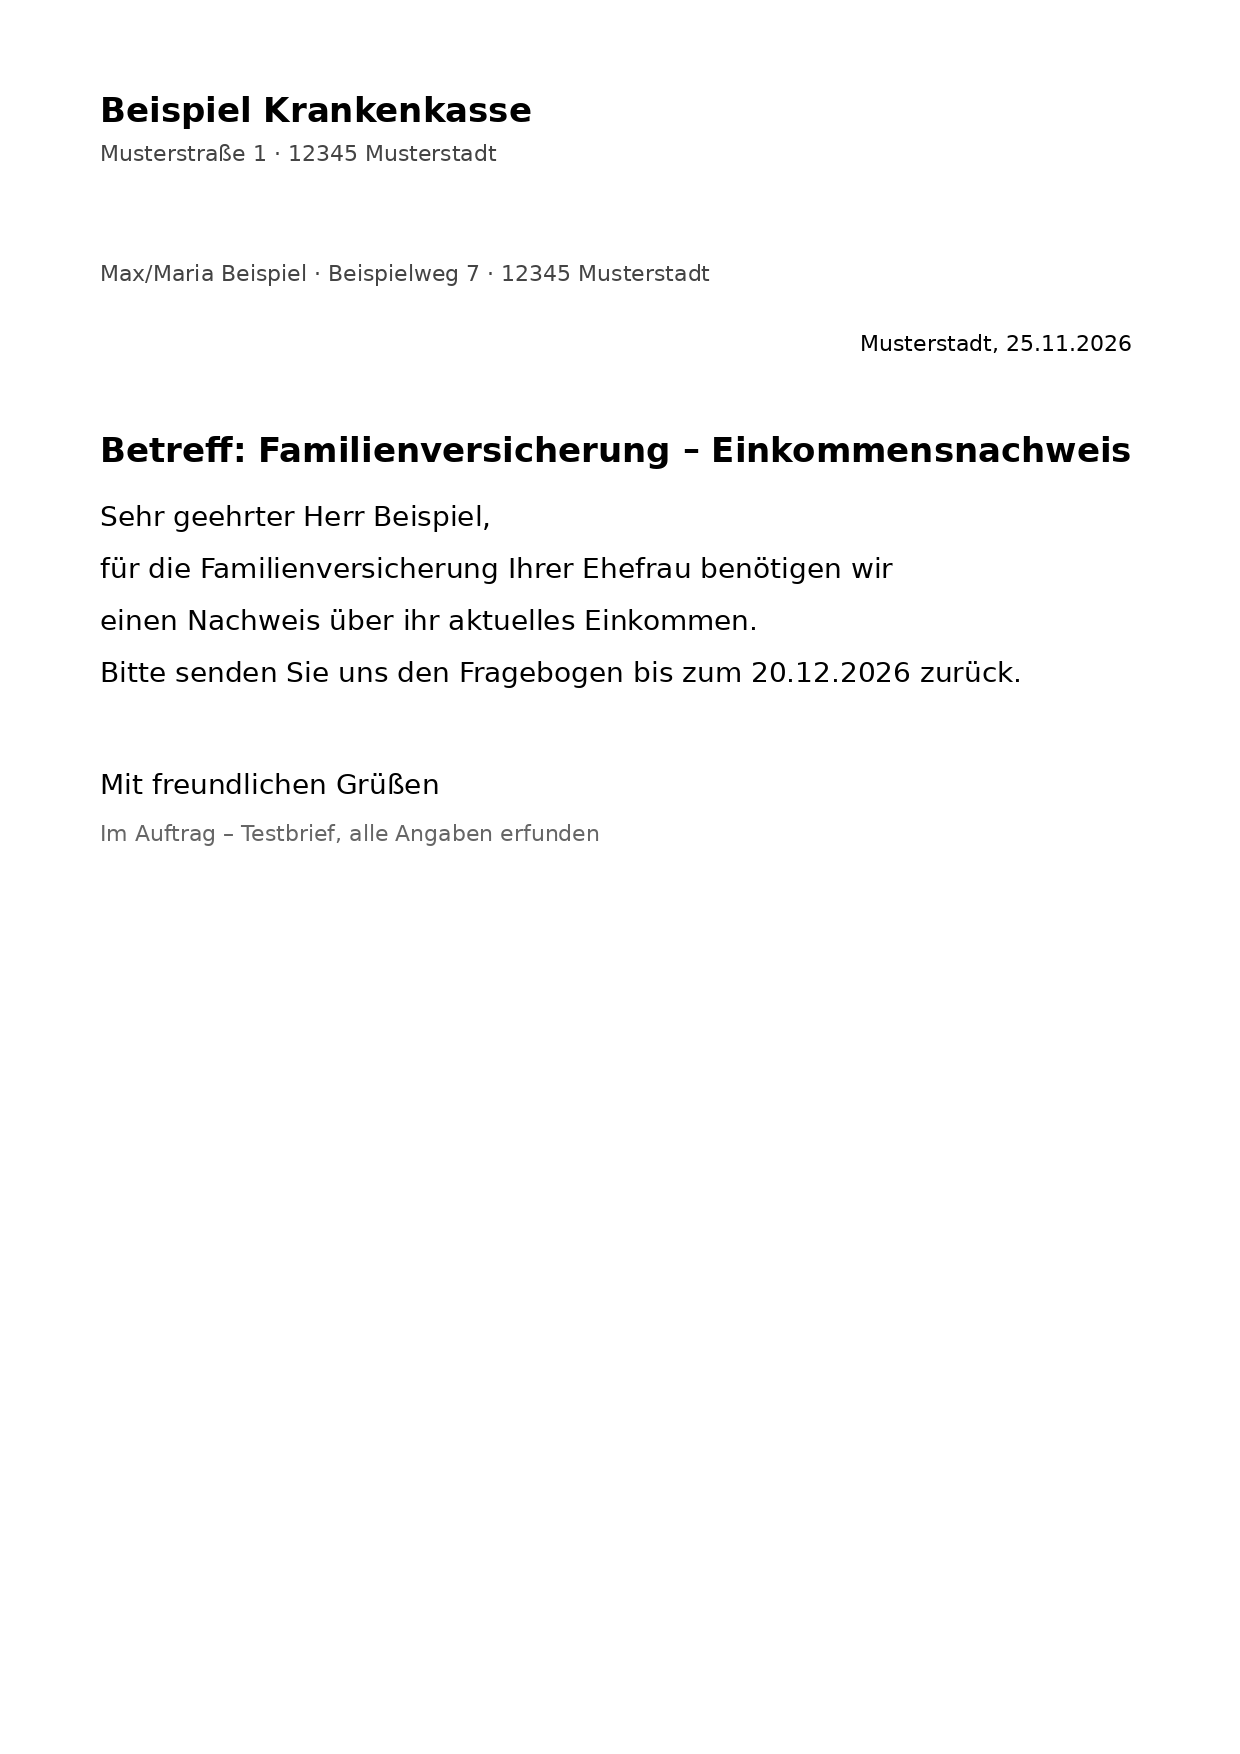 Beispiel Krankenkasse
Musterstraße 1 · 12345 Musterstadt
Max/Maria Beispiel · Beispielweg 7 · 12345 Musterstadt
Musterstadt, 25.11.2026
Betreff: Familienversicherung – Einkommensnachweis
Sehr geehrter Herr Beispiel,
für die Familienversicherung Ihrer Ehefrau benötigen wir
einen Nachweis über ihr aktuelles Einkommen.
Bitte senden Sie uns den Fragebogen bis zum 20.12.2026 zurück.
Mit freundlichen Grüßen
Im Auftrag – Testbrief, alle Angaben erfunden